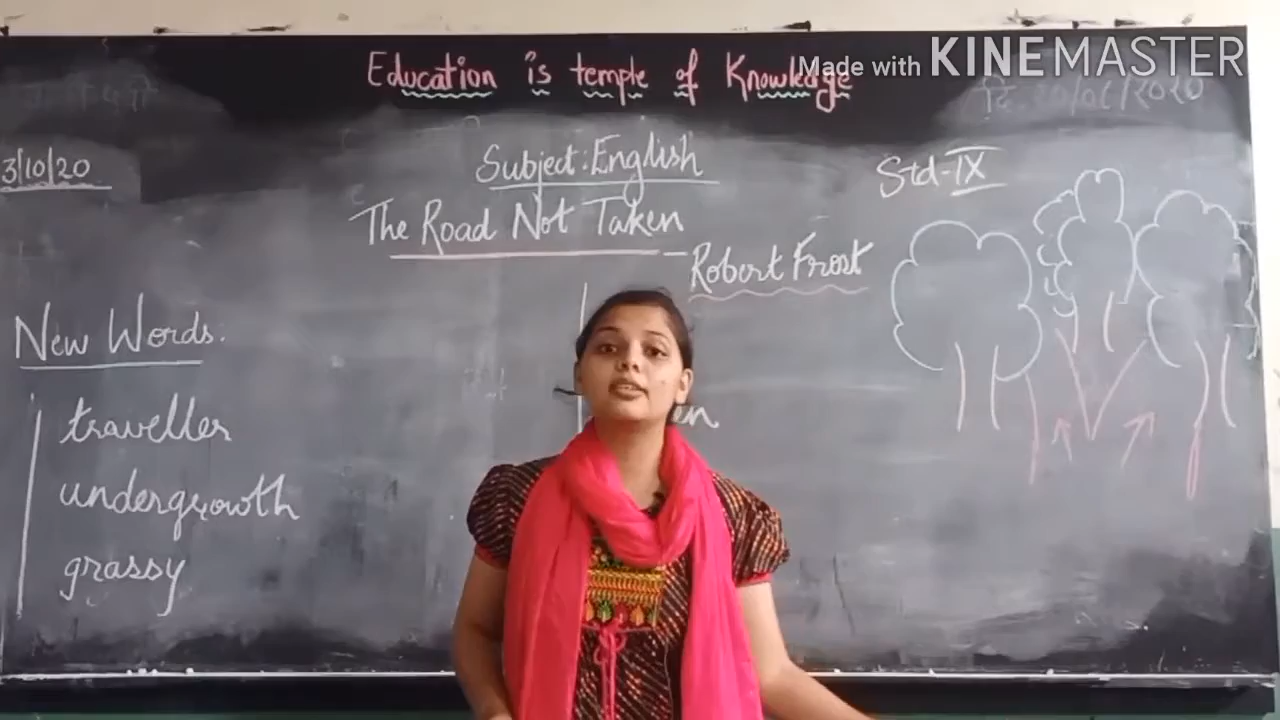 Education is temple of Knowledge
Made with KINEMASTER
3/10/20
Subject: English
Std-IX
The Road Not Taken
- Robert Frost
New Words.
traveller
undergrowth
grassy